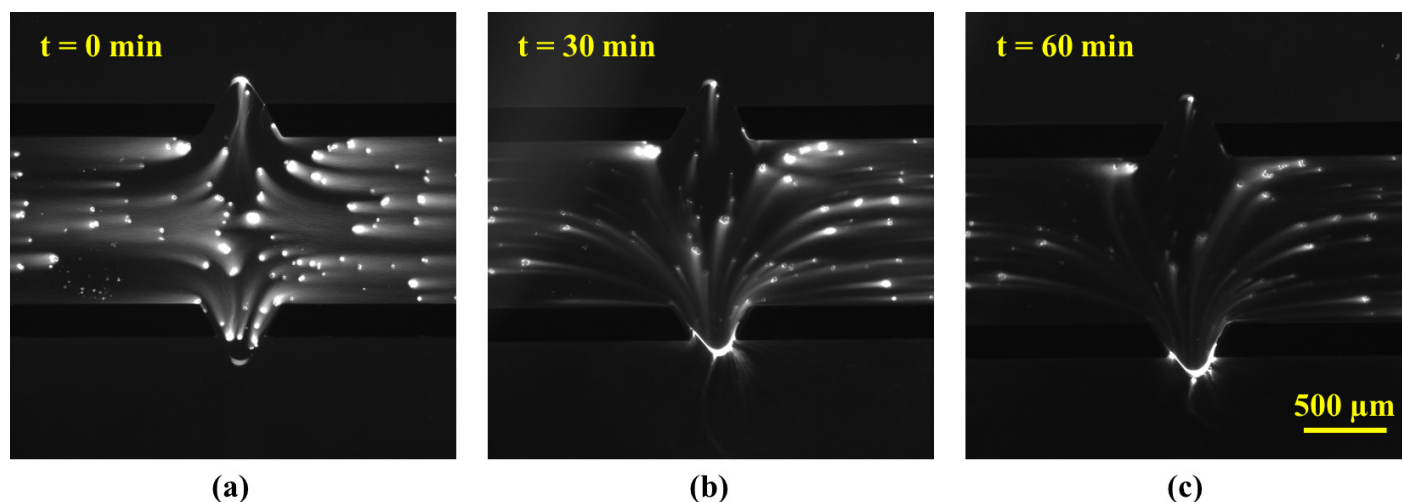 t = 0 min
t = 30 min
t = 60 min
500 µm
(a)
(b)
(c)